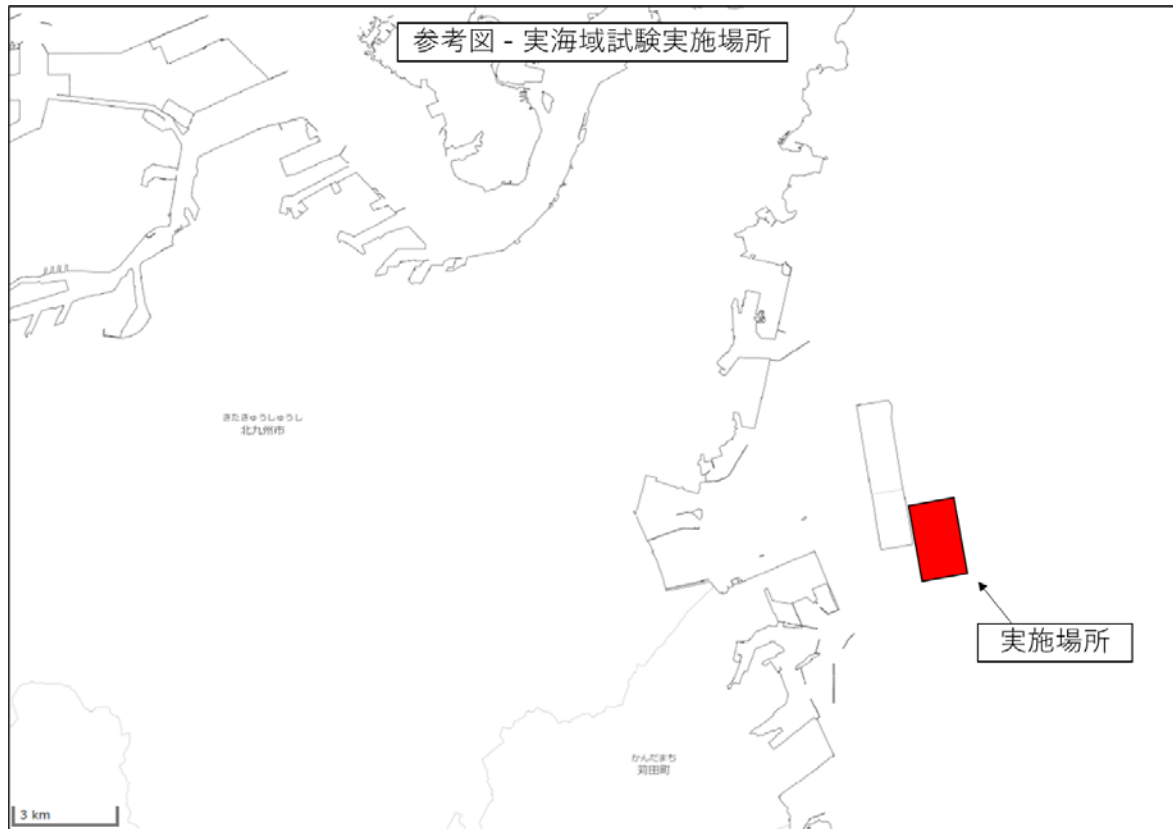 参考図 - 実海域試験実施場所
きたきゅうしゅうし
北九州市
実施場所
かんだまち
苅田町
3 km